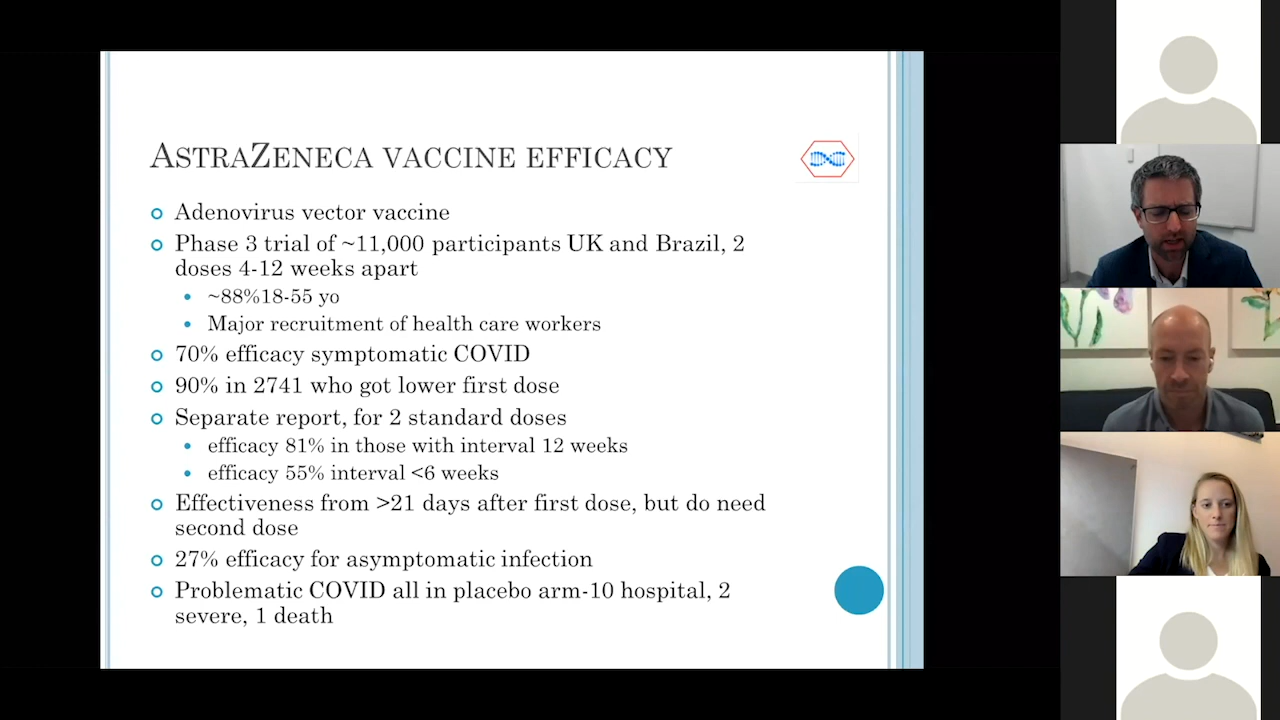 ASTRAZENECA VACCINE EFFICACY
Adenovirus vector vaccine
Phase 3 trial of ~11,000 participants UK and Brazil, 2
doses 4-12 weeks apart
~88%18-55 yo
Major recruitment of health care workers
70% efficacy symptomatic COVID
90% in 2741 who got lower first dose
Separate report, for 2 standard doses
efficacy 81% in those with interval 12 weeks
efficacy 55% interval <6 weeks
Effectiveness from >21 days after first dose, but do need
second dose
27% efficacy for asymptomatic infection
Problematic COVID all in placebo arm-10 hospital, 2
severe, 1 death